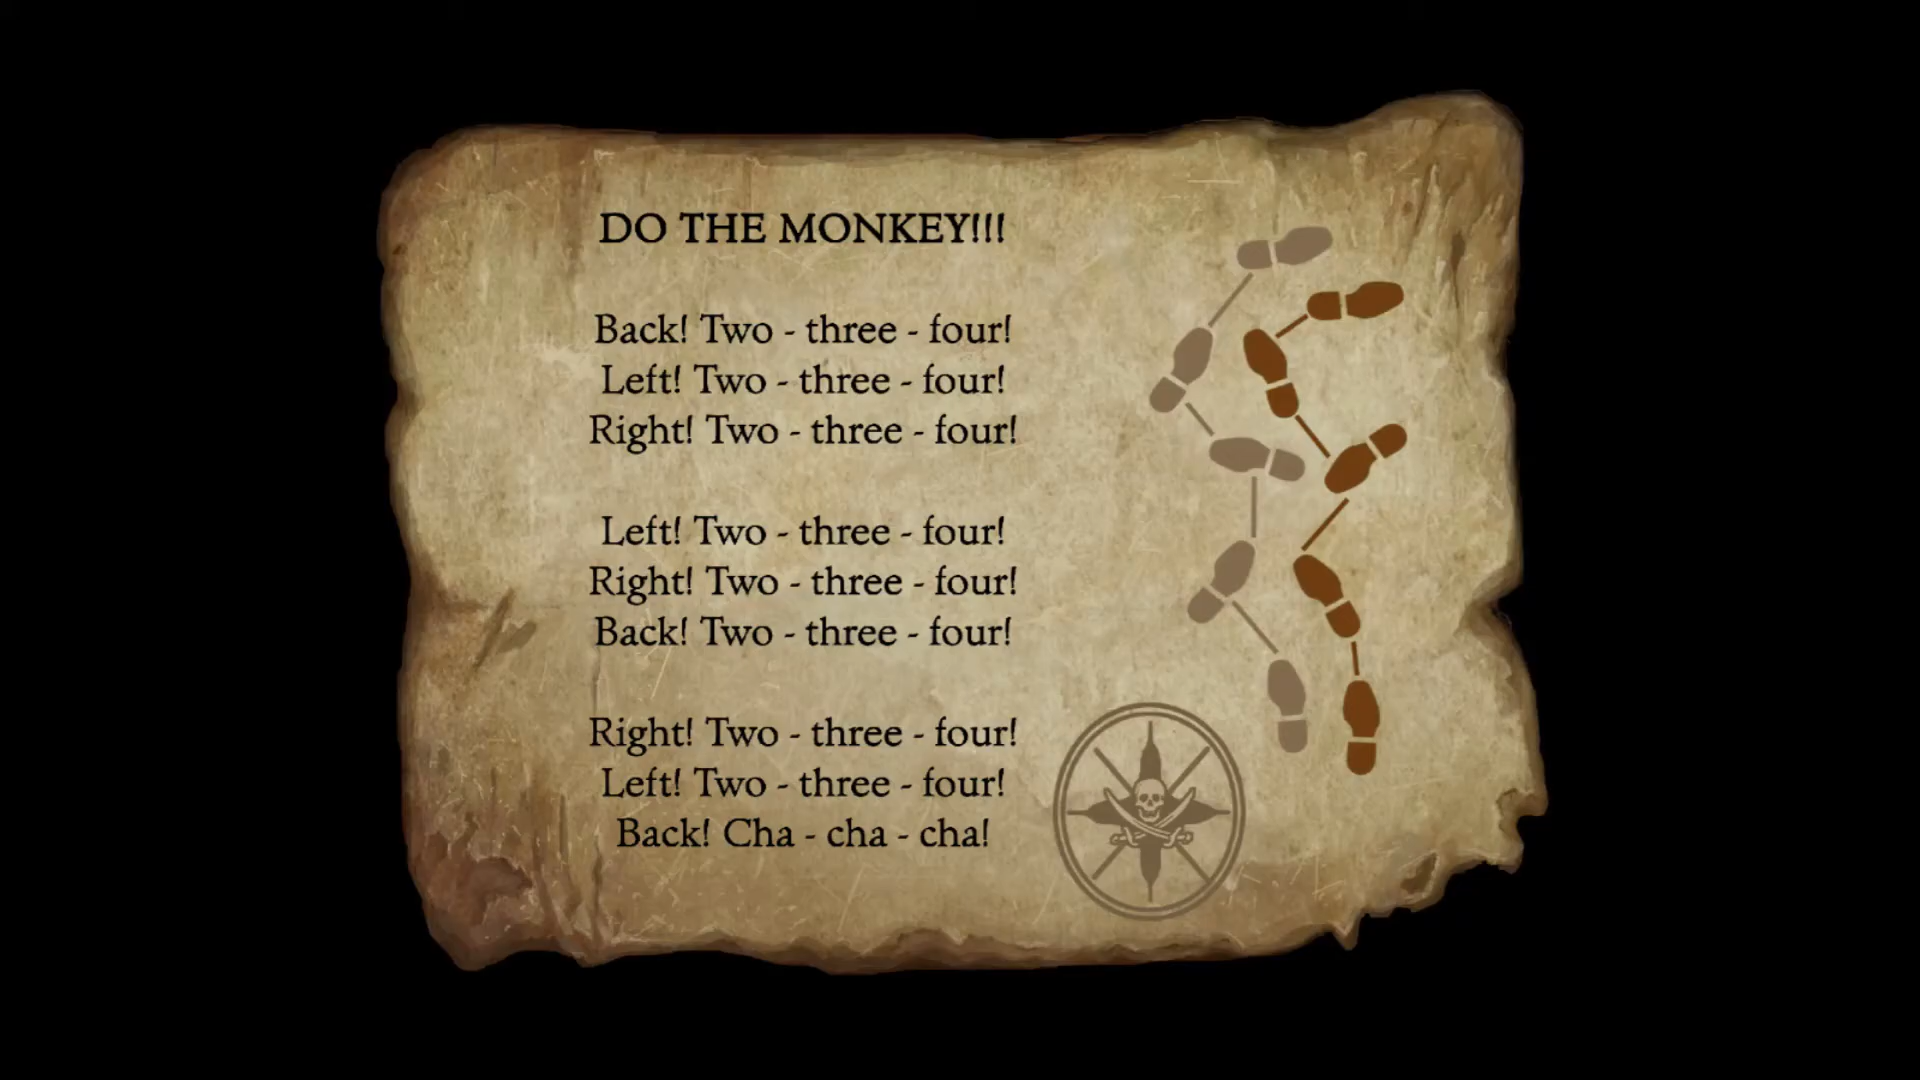 DO THE MONKEY!!!
Back! Two - three - four!
Left! Two - three - four!
Right! Two - three - four!
Left! Two - three - four!
Right! Two - three - four!
Back! Two - three - four!
Right! Two - three - four!
Left! Two - three - four!
Back! Cha - cha - cha!